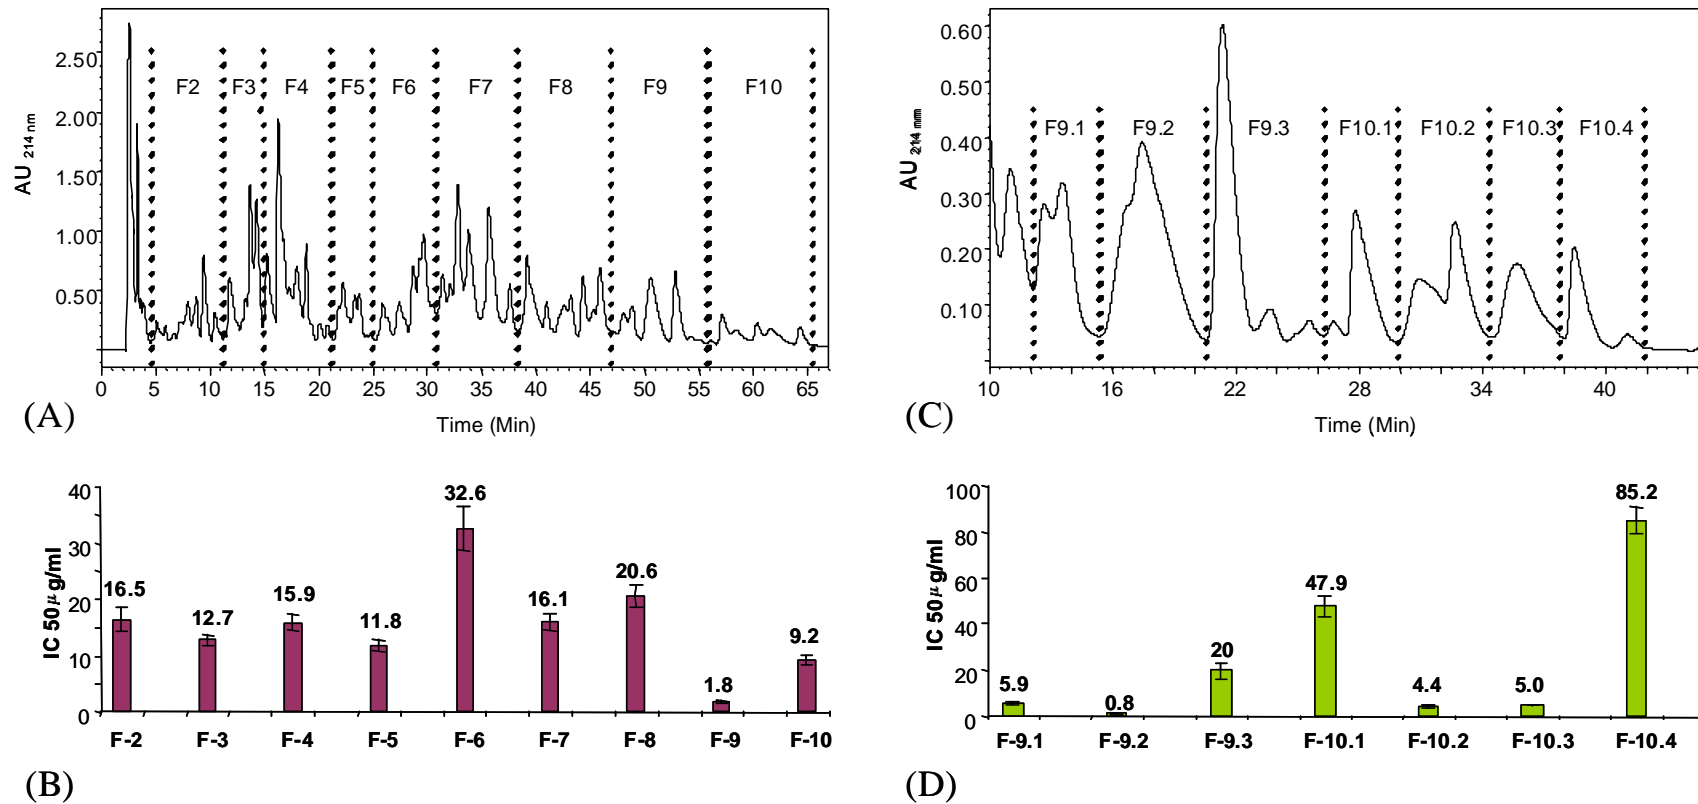 2.50
2.00
1.50
1.00
0.50
AU 214 nm
F2 F3 F4 F5 F6 F7 F8 F9 F10
0 5 10 15 20 25 30 35 40 45 50 55 60 65
Time (Min)
(A)
0.60
0.50
0.40
0.30
0.20
0.10
AU 214 nm
F9.1 F9.2 F9.3 F10.1 F10.2 F10.3 F10.4
10 16 22 28 34 40
Time (Min)
(C)
40
30
20
10
0
IC 50μg/ml
16.5 12.7 15.9 11.8 32.6 16.1 20.6 1.8 9.2
F-2 F-3 F-4 F-5 F-6 F-7 F-8 F-9 F-10
(B)
100
80
60
40
20
0
IC 50μg/ml
5.9 0.8 20 47.9 4.4 5.0 85.2
F-9.1 F-9.2 F-9.3 F-10.1 F-10.2 F-10.3 F-10.4
(D)